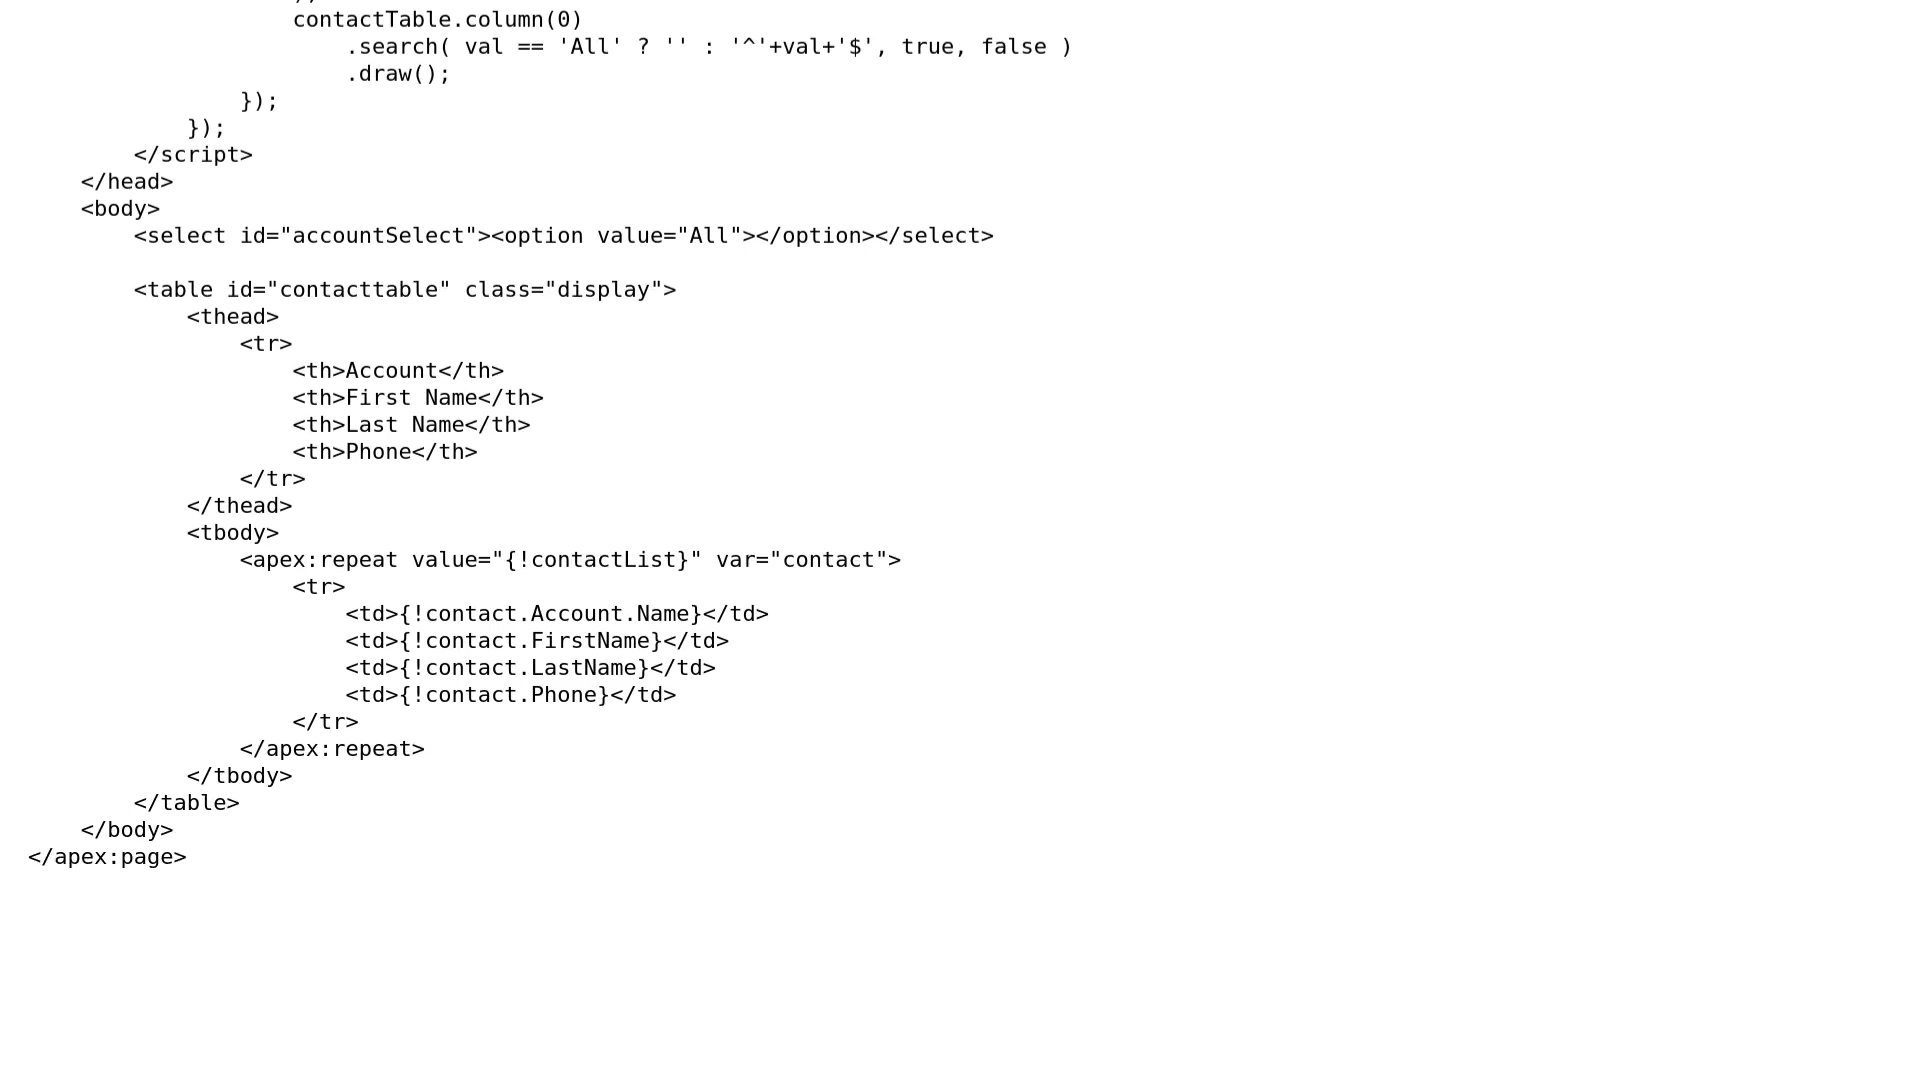 contactTable.column(0)
.search( val == 'All' ? '' : '^'+val+'$', true, false )
.draw();
});
});
</script>
</head>
<body>
<select id="accountSelect"><option value="All"></option></select>
<table id="contacttable" class="display">
<thead>
<tr>
<th>Account</th>
<th>First Name</th>
<th>Last Name</th>
<th>Phone</th>
</tr>
</thead>
<tbody>
<apex:repeat value="{!contactList}" var="contact">
<tr>
<td>{!contact.Account.Name}</td>
<td>{!contact.FirstName}</td>
<td>{!contact.LastName}</td>
<td>{!contact.Phone}</td>
</tr>
</apex:repeat>
</tbody>
</table>
</body>
</apex:page>